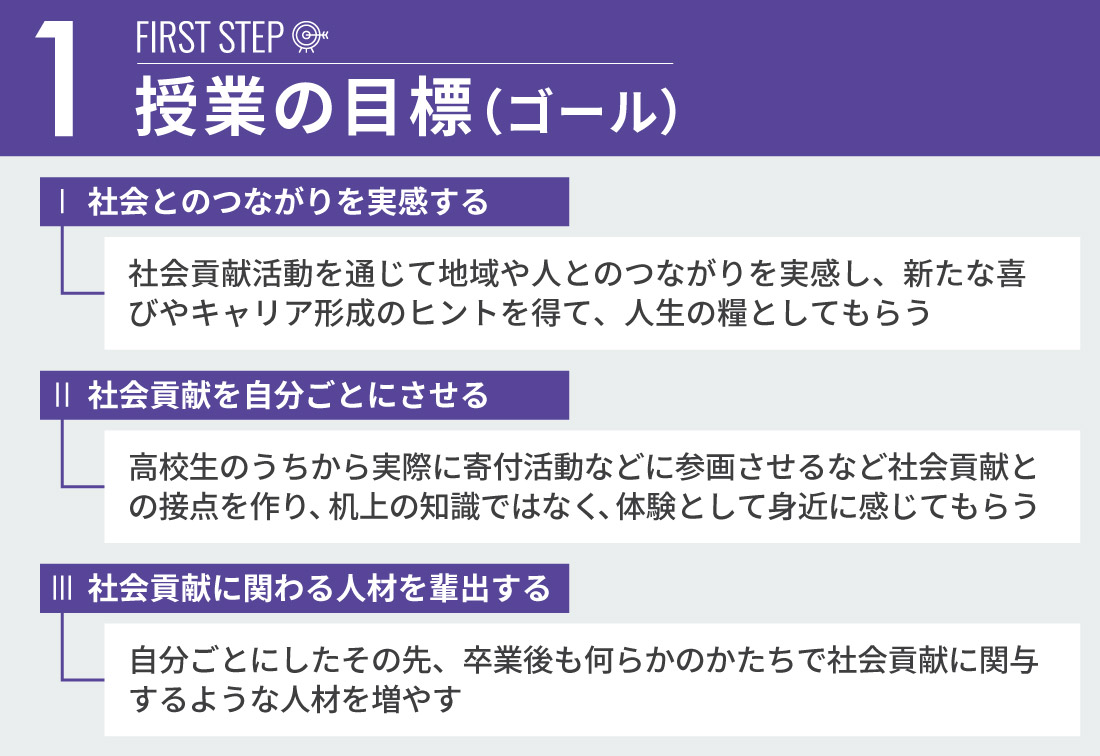 1
FIRST STEP
授業の目標（ゴール）
Ⅰ 社会とのつながりを実感する
社会貢献活動を通じて地域や人とのつながりを実感し、新たな喜
びやキャリア形成のヒントを得て、人生の糧としてもらう
Ⅱ 社会貢献を自分ごとにさせる
高校生のうちから実際に寄付活動などに参画させるなど社会貢献と
の接点を作り、机上の知識ではなく、体験として身近に感じてもらう
Ⅲ 社会貢献に関わる人材を輩出する
自分ごとにしたその先、卒業後も何らかのかたちで社会貢献に関与
するような人材を増やす